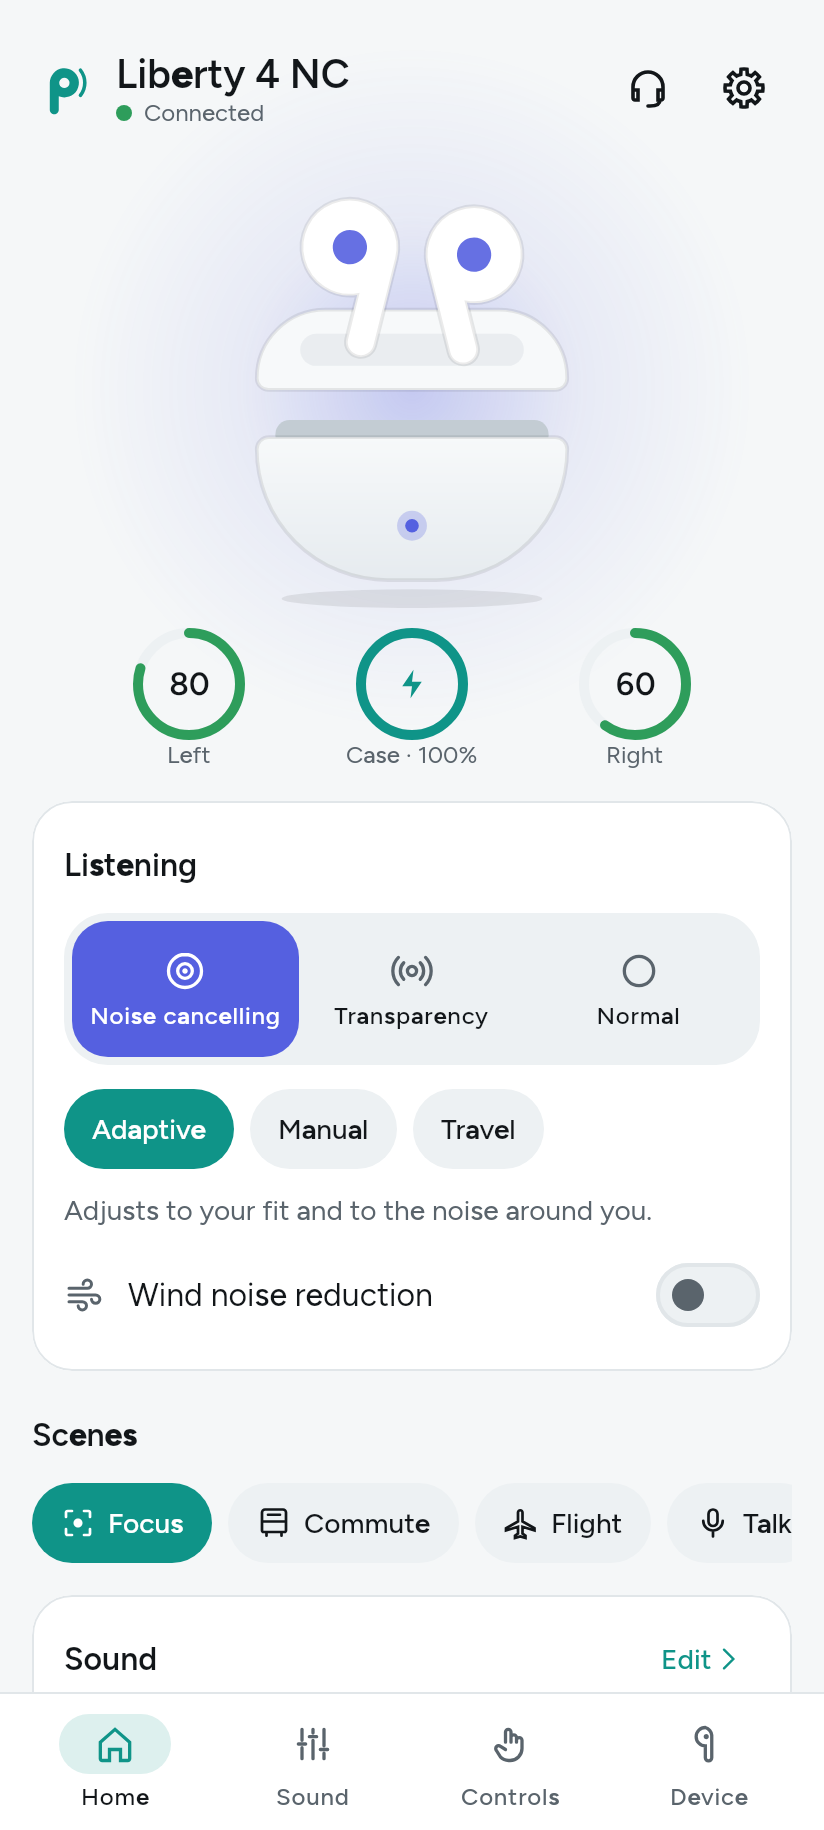 Liberty 4 NC
Connected
80
60
Left
Case · 100%
Right
Listening
Noise cancelling
Transparency
Normal
Adaptive
Manual
Travel
Adjusts to your fit and to the noise around you.
Wind noise reduction
Scenes
Focus
Commute
Flight
Talk
Sound
Edit
Home
Sound
Controls
Device